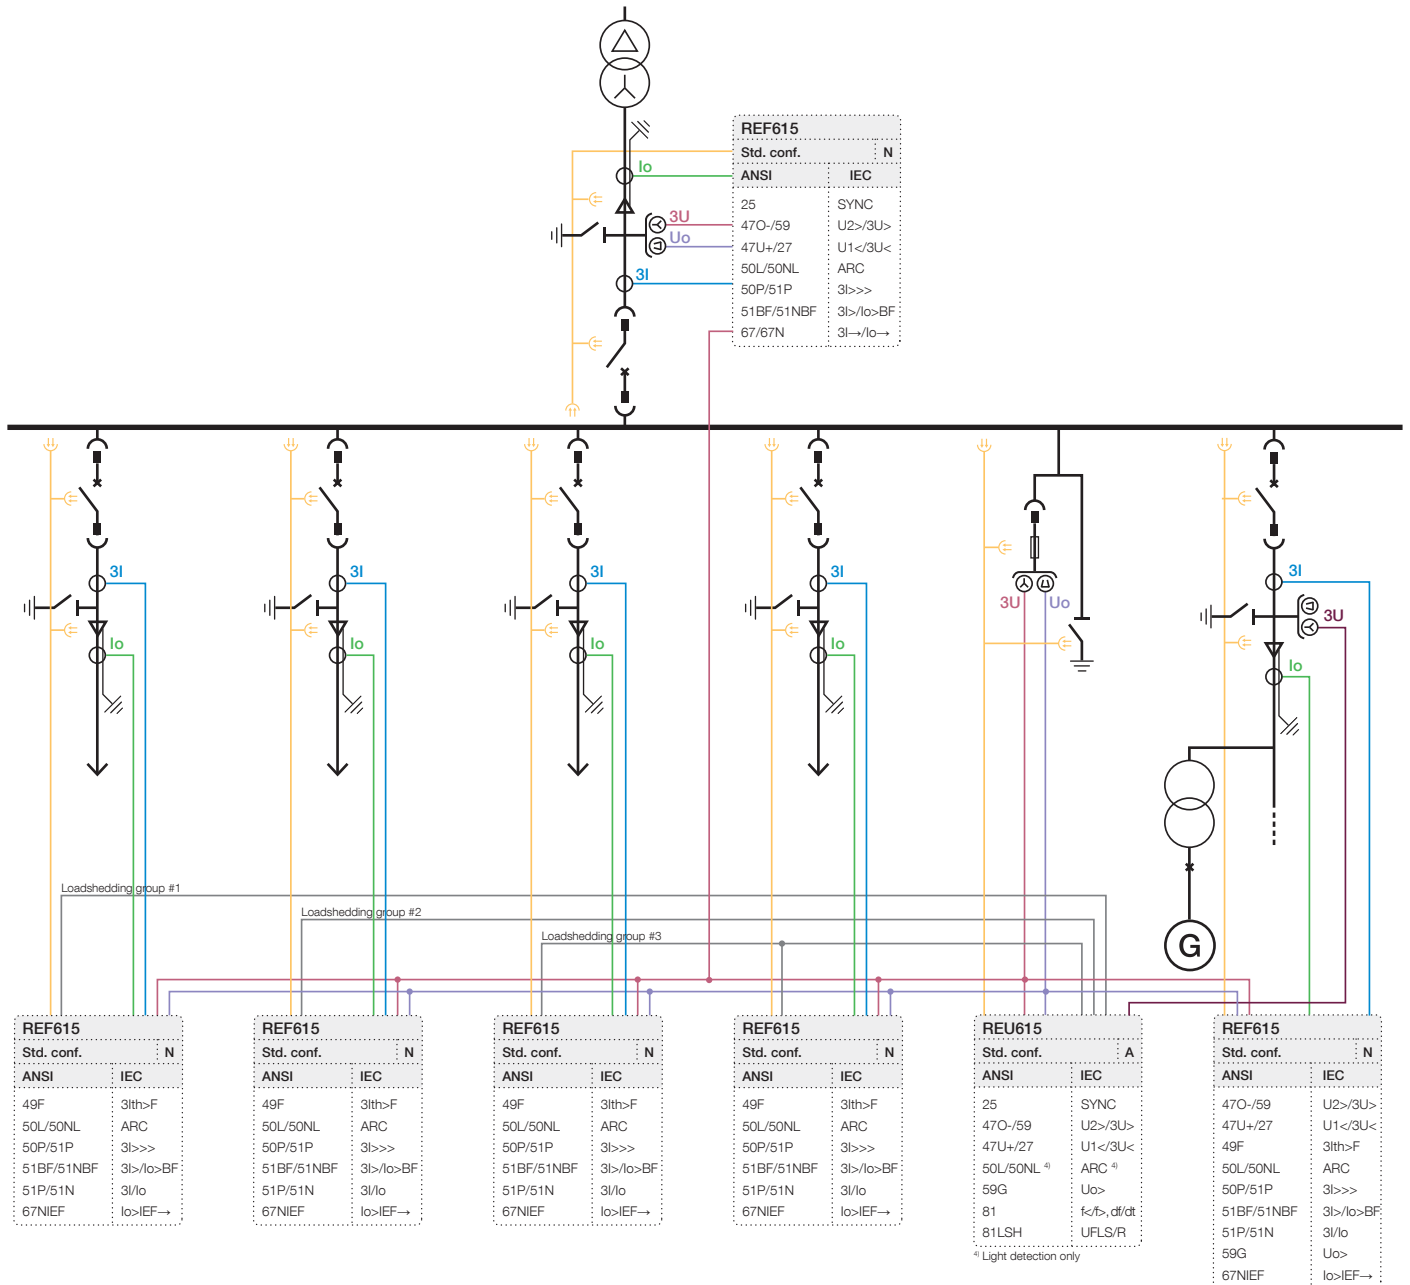 REF615
Std. conf. N
ANSI IEC
25 SYNC
47O-/59 U2>/3U>
47U+/27 U1</3U<
50L/50NL ARC
50P/51P 3I>>>
51BF/51NBF 3I>/Io>BF
67/67N 3I→/Io→
Io
3U
Uo
3I
3I
3I
3I
3I
3I
3U Uo
3U
Io
Io
Io
Io
Io
Loadshedding group #1
Loadshedding group #2
Loadshedding group #3
G
REF615
Std. conf. N
ANSI IEC
49F 3Ith>F
50L/50NL ARC
50P/51P 3I>>>
51BF/51NBF 3I>/Io>BF
51P/51N 3I/Io
67NIEF Io>IEF→
REF615
Std. conf. N
ANSI IEC
49F 3Ith>F
50L/50NL ARC
50P/51P 3I>>>
51BF/51NBF 3I>/Io>BF
51P/51N 3I/Io
67NIEF Io>IEF→
REF615
Std. conf. N
ANSI IEC
49F 3Ith>F
50L/50NL ARC
50P/51P 3I>>>
51BF/51NBF 3I>/Io>BF
51P/51N 3I/Io
67NIEF Io>IEF→
REF615
Std. conf. N
ANSI IEC
49F 3Ith>F
50L/50NL ARC
50P/51P 3I>>>
51BF/51NBF 3I>/Io>BF
51P/51N 3I/Io
67NIEF Io>IEF→
REU615
Std. conf. A
ANSI IEC
25 SYNC
47O-/59 U2>/3U>
47U+/27 U1</3U<
50L/50NL 4) ARC 4)
59G Uo>
81 f</f>, df/dt
81LSH UFLS/R
4) Light detection only
REF615
Std. conf. N
ANSI IEC
47O-/59 U2>/3U>
47U+/27 U1</3U<
49F 3Ith>F
50L/50NL ARC
50P/51P 3I>>>
51BF/51NBF 3I>/Io>BF
51P/51N 3I/Io
59G Uo>
67NIEF Io>IEF→